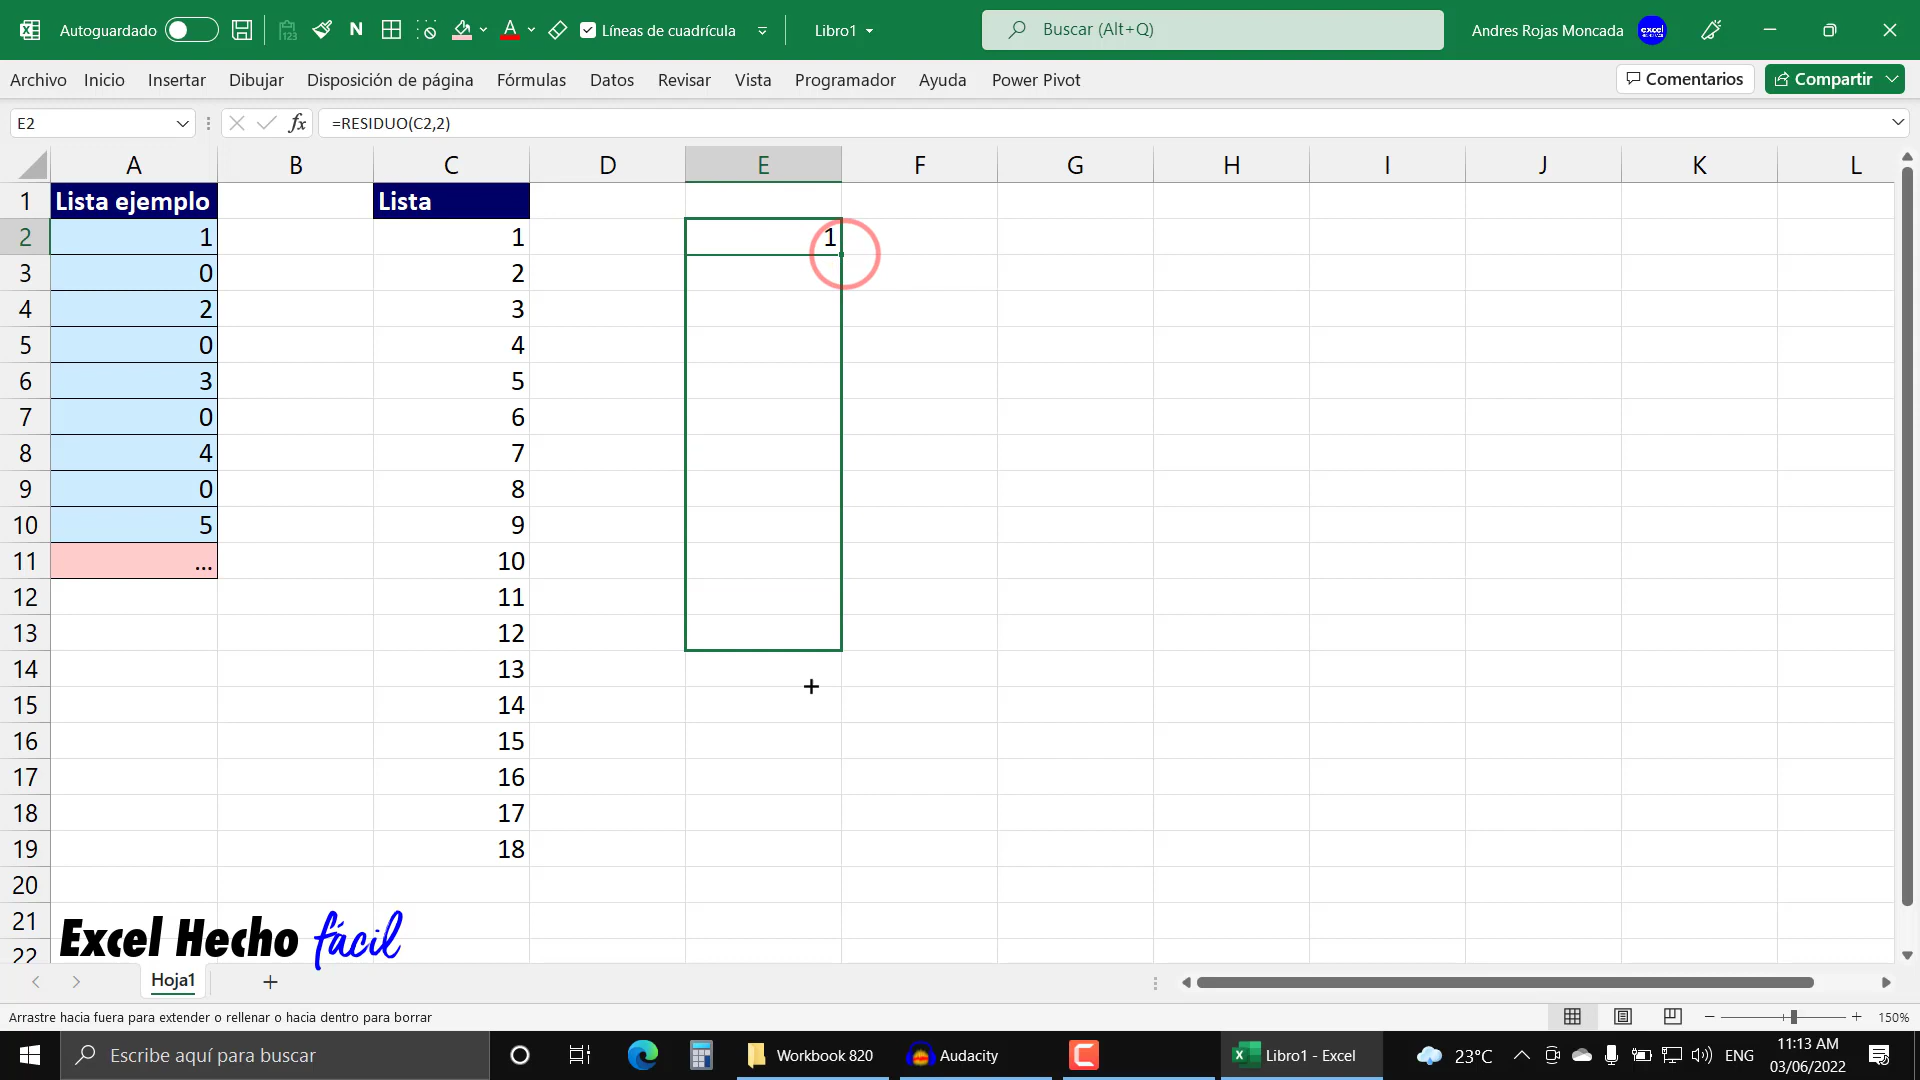 Autoguardado N A Líneas de cuadrícula Libro1 Buscar (Alt+Q) Andres Rojas Moncada
Archivo Inicio Insertar Dibujar Disposición de página Fórmulas Datos Revisar Vista Programador Ayuda Power Pivot Comentarios Compartir
E2 fx =RESIDUO(C2,2)
A B C D E F G H I J K L
1 Lista ejemplo Lista
2 1 1 1
3 0 2
4 2 3
5 0 4
6 3 5
7 0 6
8 4 7
9 0 8
10 5 9
11 ... 10
12 11
13 12
14 13
15 14
16 15
17 16
18 17
19 18
20
21
22
Excel Hecho fácil
Hoja1
Arrastre hacia fuera para extender o rellenar o hacia dentro para borrar 150%
Escribe aquí para buscar Workbook 820 Audacity Libro1 - Excel 23°C ENG 11:13 AM
03/06/2022